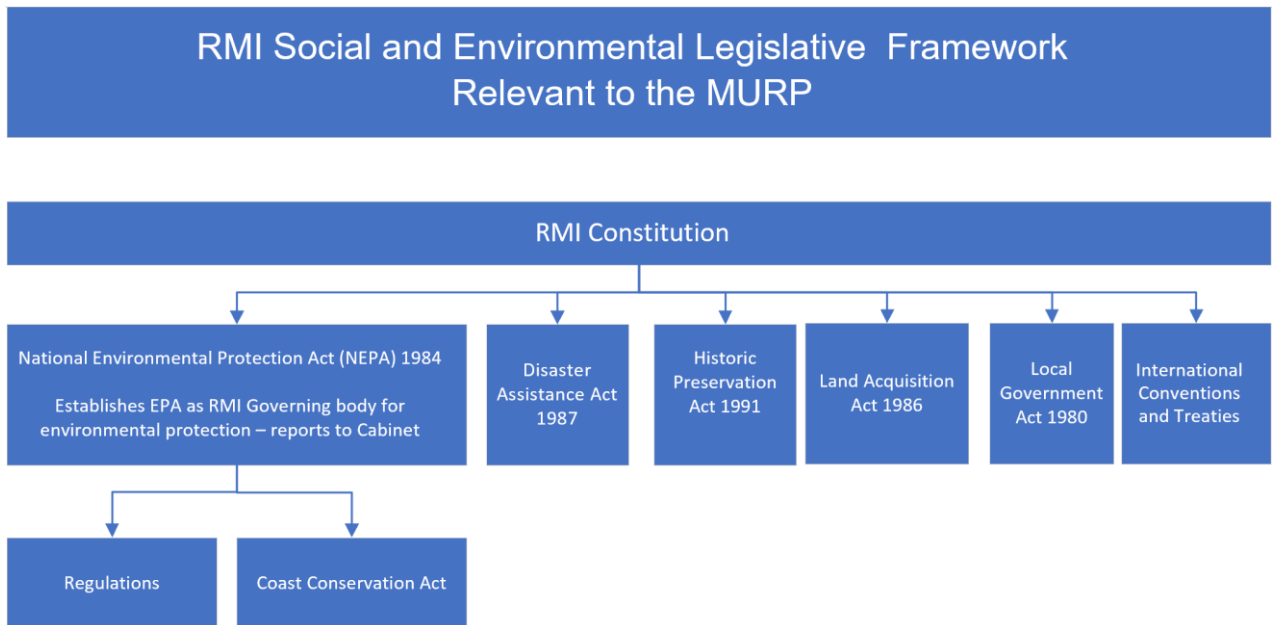 RMI Social and Environmental Legislative Framework
Relevant to the MURP
RMI Constitution
National Environmental Protection Act (NEPA) 1984
Establishes EPA as RMI Governing body for
environmental protection – reports to Cabinet
Disaster
Assistance Act
1987
Historic
Preservation
Act 1991
Land Acquisition
Act 1986
Local
Government
Act 1980
International
Conventions
and Treaties
Regulations
Coast Conservation Act